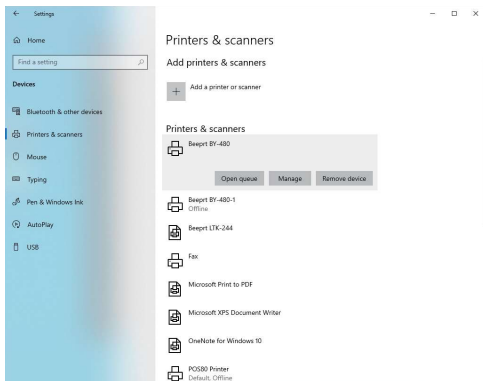 Settings
Home
Find a setting
Devices
Bluetooth & other devices
Printers & scanners
Mouse
Typing
Pen & Windows Ink
AutoPlay
USB
Printers & scanners
Add printers & scanners
Add a printer or scanner
Printers & scanners
Beeprt BY-480
Open queue Manage Remove device
Beeprt BY-480-1
Offline
Beeprt LTK-244
Fax
Microsoft Print to PDF
Microsoft XPS Document Writer
OneNote for Windows 10
POS80 Printer
Default, Offline